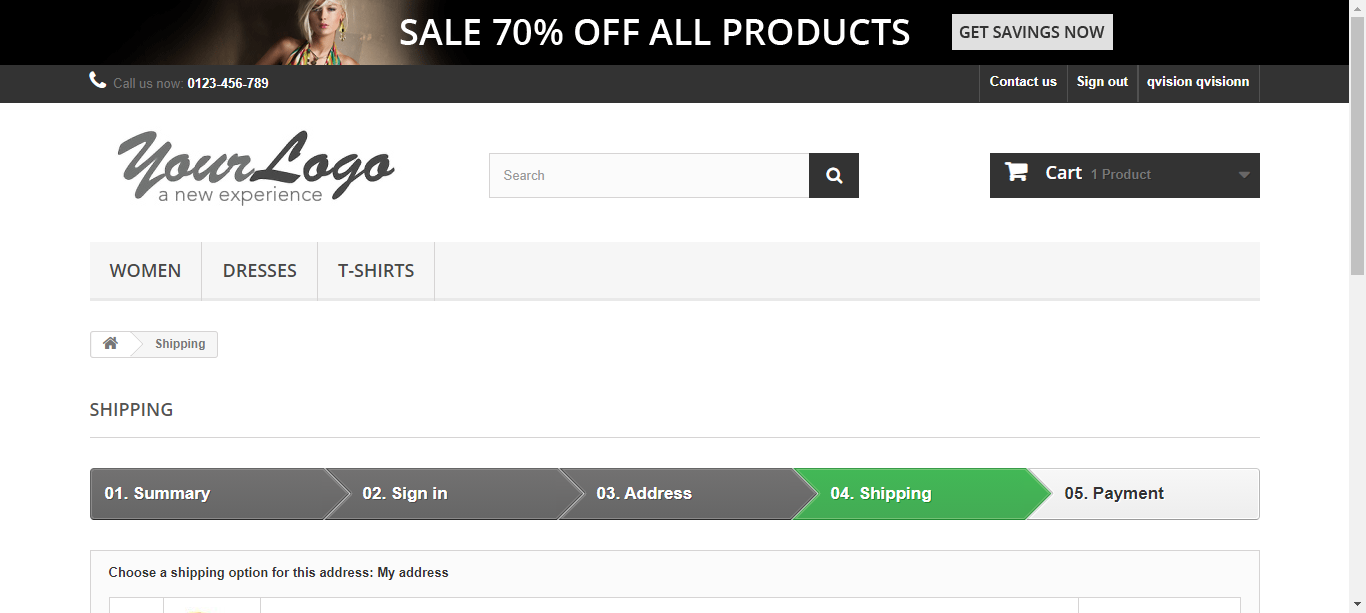 SALE 70% OFF ALL PRODUCTS GET SAVINGS NOW
Call us now: 0123-456-789 Contact us Sign out qvision qvisionn
Your Logo
a new experience
Search
Cart 1 Product
WOMEN DRESSES T-SHIRTS
Shipping
SHIPPING
01. Summary 02. Sign in 03. Address 04. Shipping 05. Payment
Choose a shipping option for this address: My address